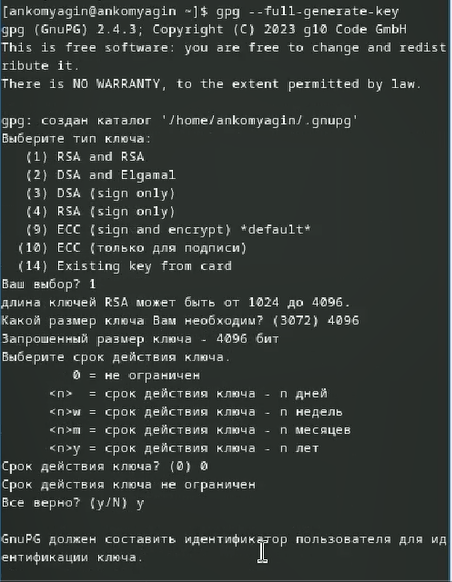 [ankomyagin@ankomyagin ~]$ gpg --full-generate-key
gpg (GnuPG) 2.4.3; Copyright (C) 2023 g10 Code GmbH
This is free software: you are free to change and redist
ribute it.
There is NO WARRANTY, to the extent permitted by law.

gpg: создан каталог '/home/ankomyagin/.gnupg'
Выберите тип ключа:
   (1) RSA and RSA
   (2) DSA and Elgamal
   (3) DSA (sign only)
   (4) RSA (sign only)
   (9) ECC (sign and encrypt) *default*
  (10) ECC (только для подписи)
  (14) Existing key from card
Ваш выбор? 1
длина ключей RSA может быть от 1024 до 4096.
Какой размер ключа Вам необходим? (3072) 4096
Запрошенный размер ключа - 4096 бит
Выберите срок действия ключа.
         0 = не ограничен
      <n>  = срок действия ключа - n дней
      <n>w = срок действия ключа - n недель
      <n>m = срок действия ключа - n месяцев
      <n>y = срок действия ключа - n лет
Срок действия ключа? (0) 0
Срок действия ключа не ограничен
Все верно? (y/N) y

GnuPG должен составить идентификатор пользователя для ид
ентификации ключа.